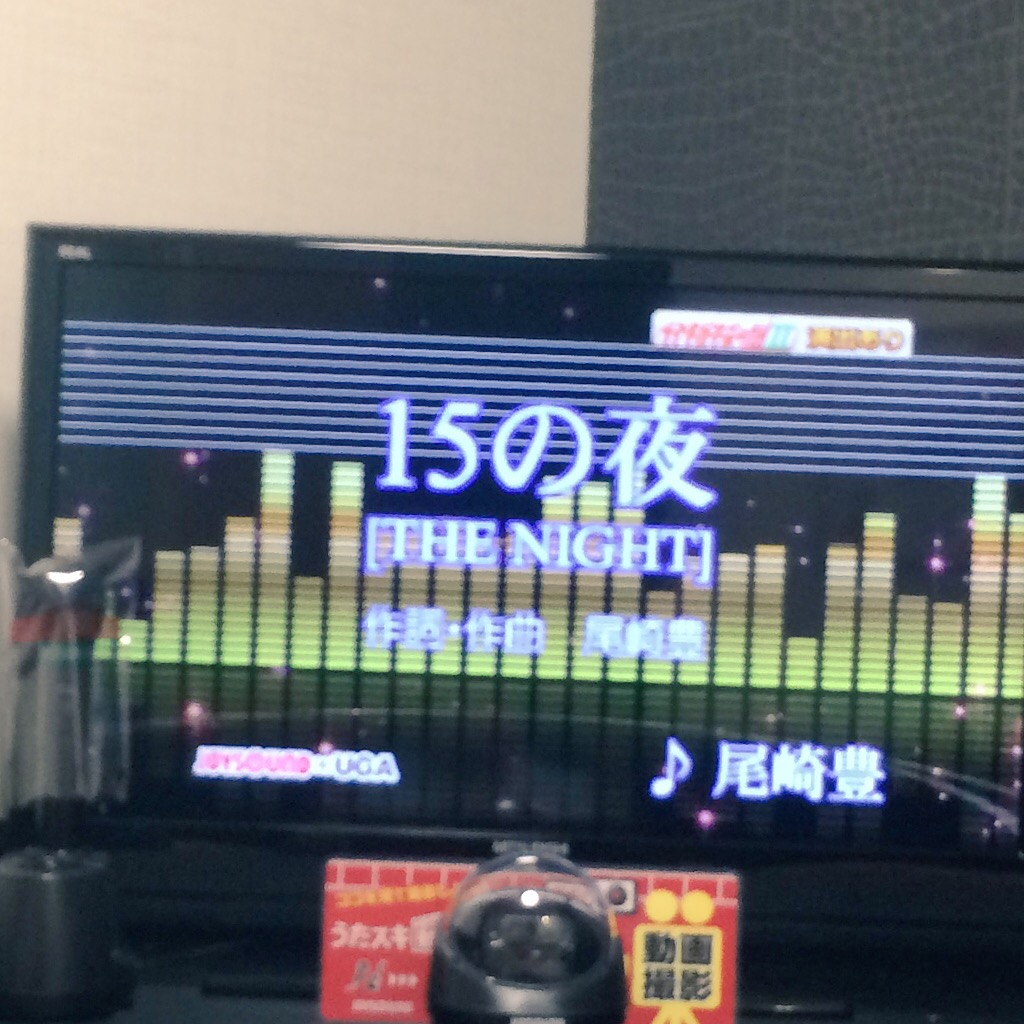 15の夜
[THE NIGHT]
作詞・作曲 尾崎豊
JOYSOUND×UGA
♪ 尾崎豊
うたスキ
動画
撮影